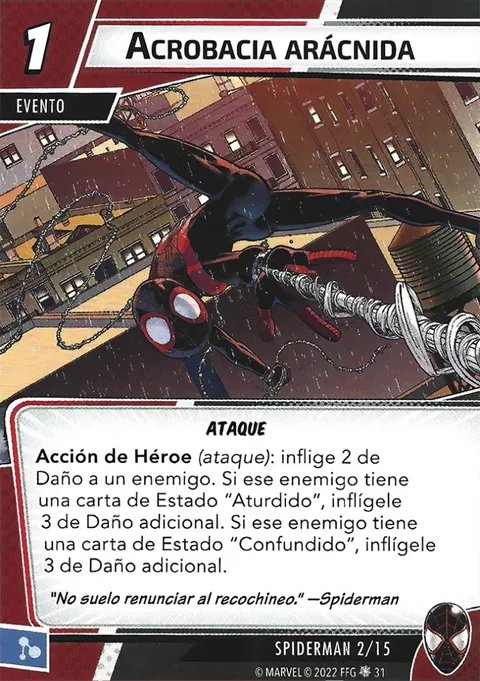 1
ACROBACIA ARÁCNIDA
EVENTO
ATAQUE
Acción de Héroe (ataque): inflige 2 de
Daño a un enemigo. Si ese enemigo tiene
una carta de Estado “Aturdido”, inflígele
3 de Daño adicional. Si ese enemigo tiene
una carta de Estado “Confundido”, inflígele
3 de Daño adicional.
"No suelo renunciar al recochineo." —Spiderman
SPIDERMAN 2/15
© MARVEL © 2022 FFG 31